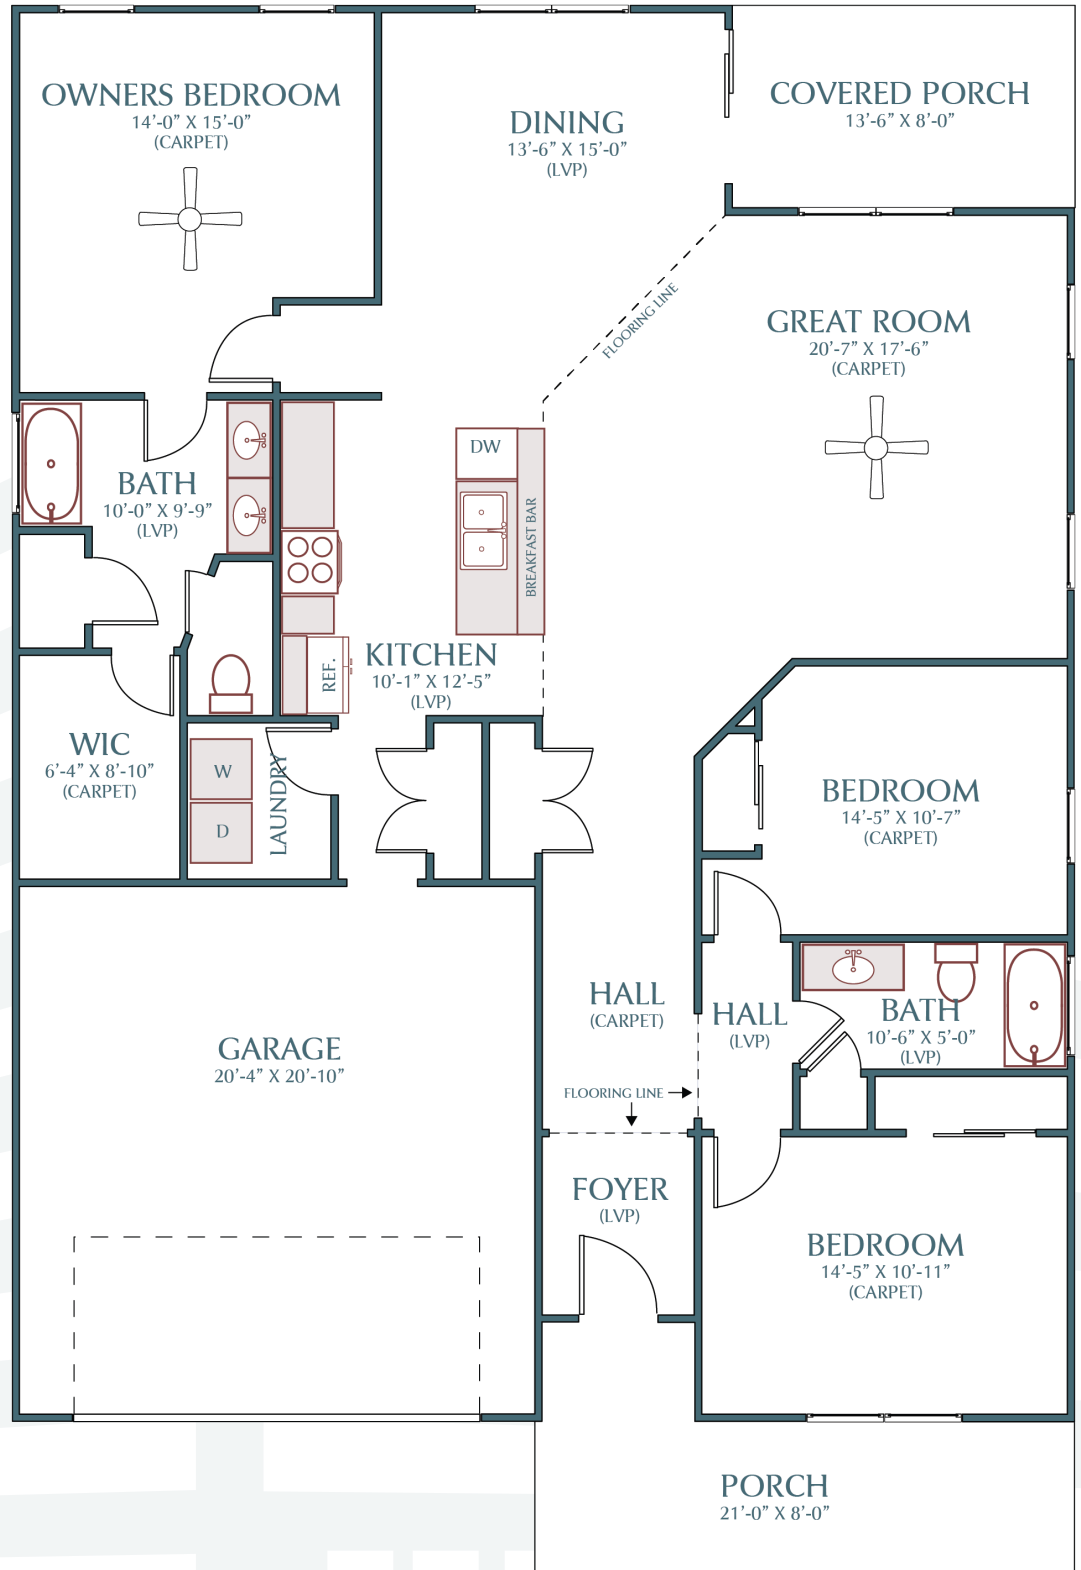 OWNERS BEDROOM
14'-0" X 15'-0"
(CARPET)
DINING
13'-6" X 15'-0"
(LVP)
COVERED PORCH
13'-6" X 8'-0"
FLOORING LINE
GREAT ROOM
20'-7" X 17'-6"
(CARPET)
BATH
10'-0" X 9'-9"
(LVP)
DW
BREAKFAST BAR
REF.
KITCHEN
10'-1" X 12'-5"
(LVP)
WIC
6'-4" X 8'-10"
(CARPET)
W
D
LAUNDRY
BEDROOM
14'-5" X 10'-7"
(CARPET)
HALL
(CARPET)
HALL
(LVP)
BATH
10'-6" X 5'-0"
(LVP)
GARAGE
20'-4" X 20'-10"
FLOORING LINE
FOYER
(LVP)
BEDROOM
14'-5" X 10'-11"
(CARPET)
PORCH
21'-0" X 8'-0"